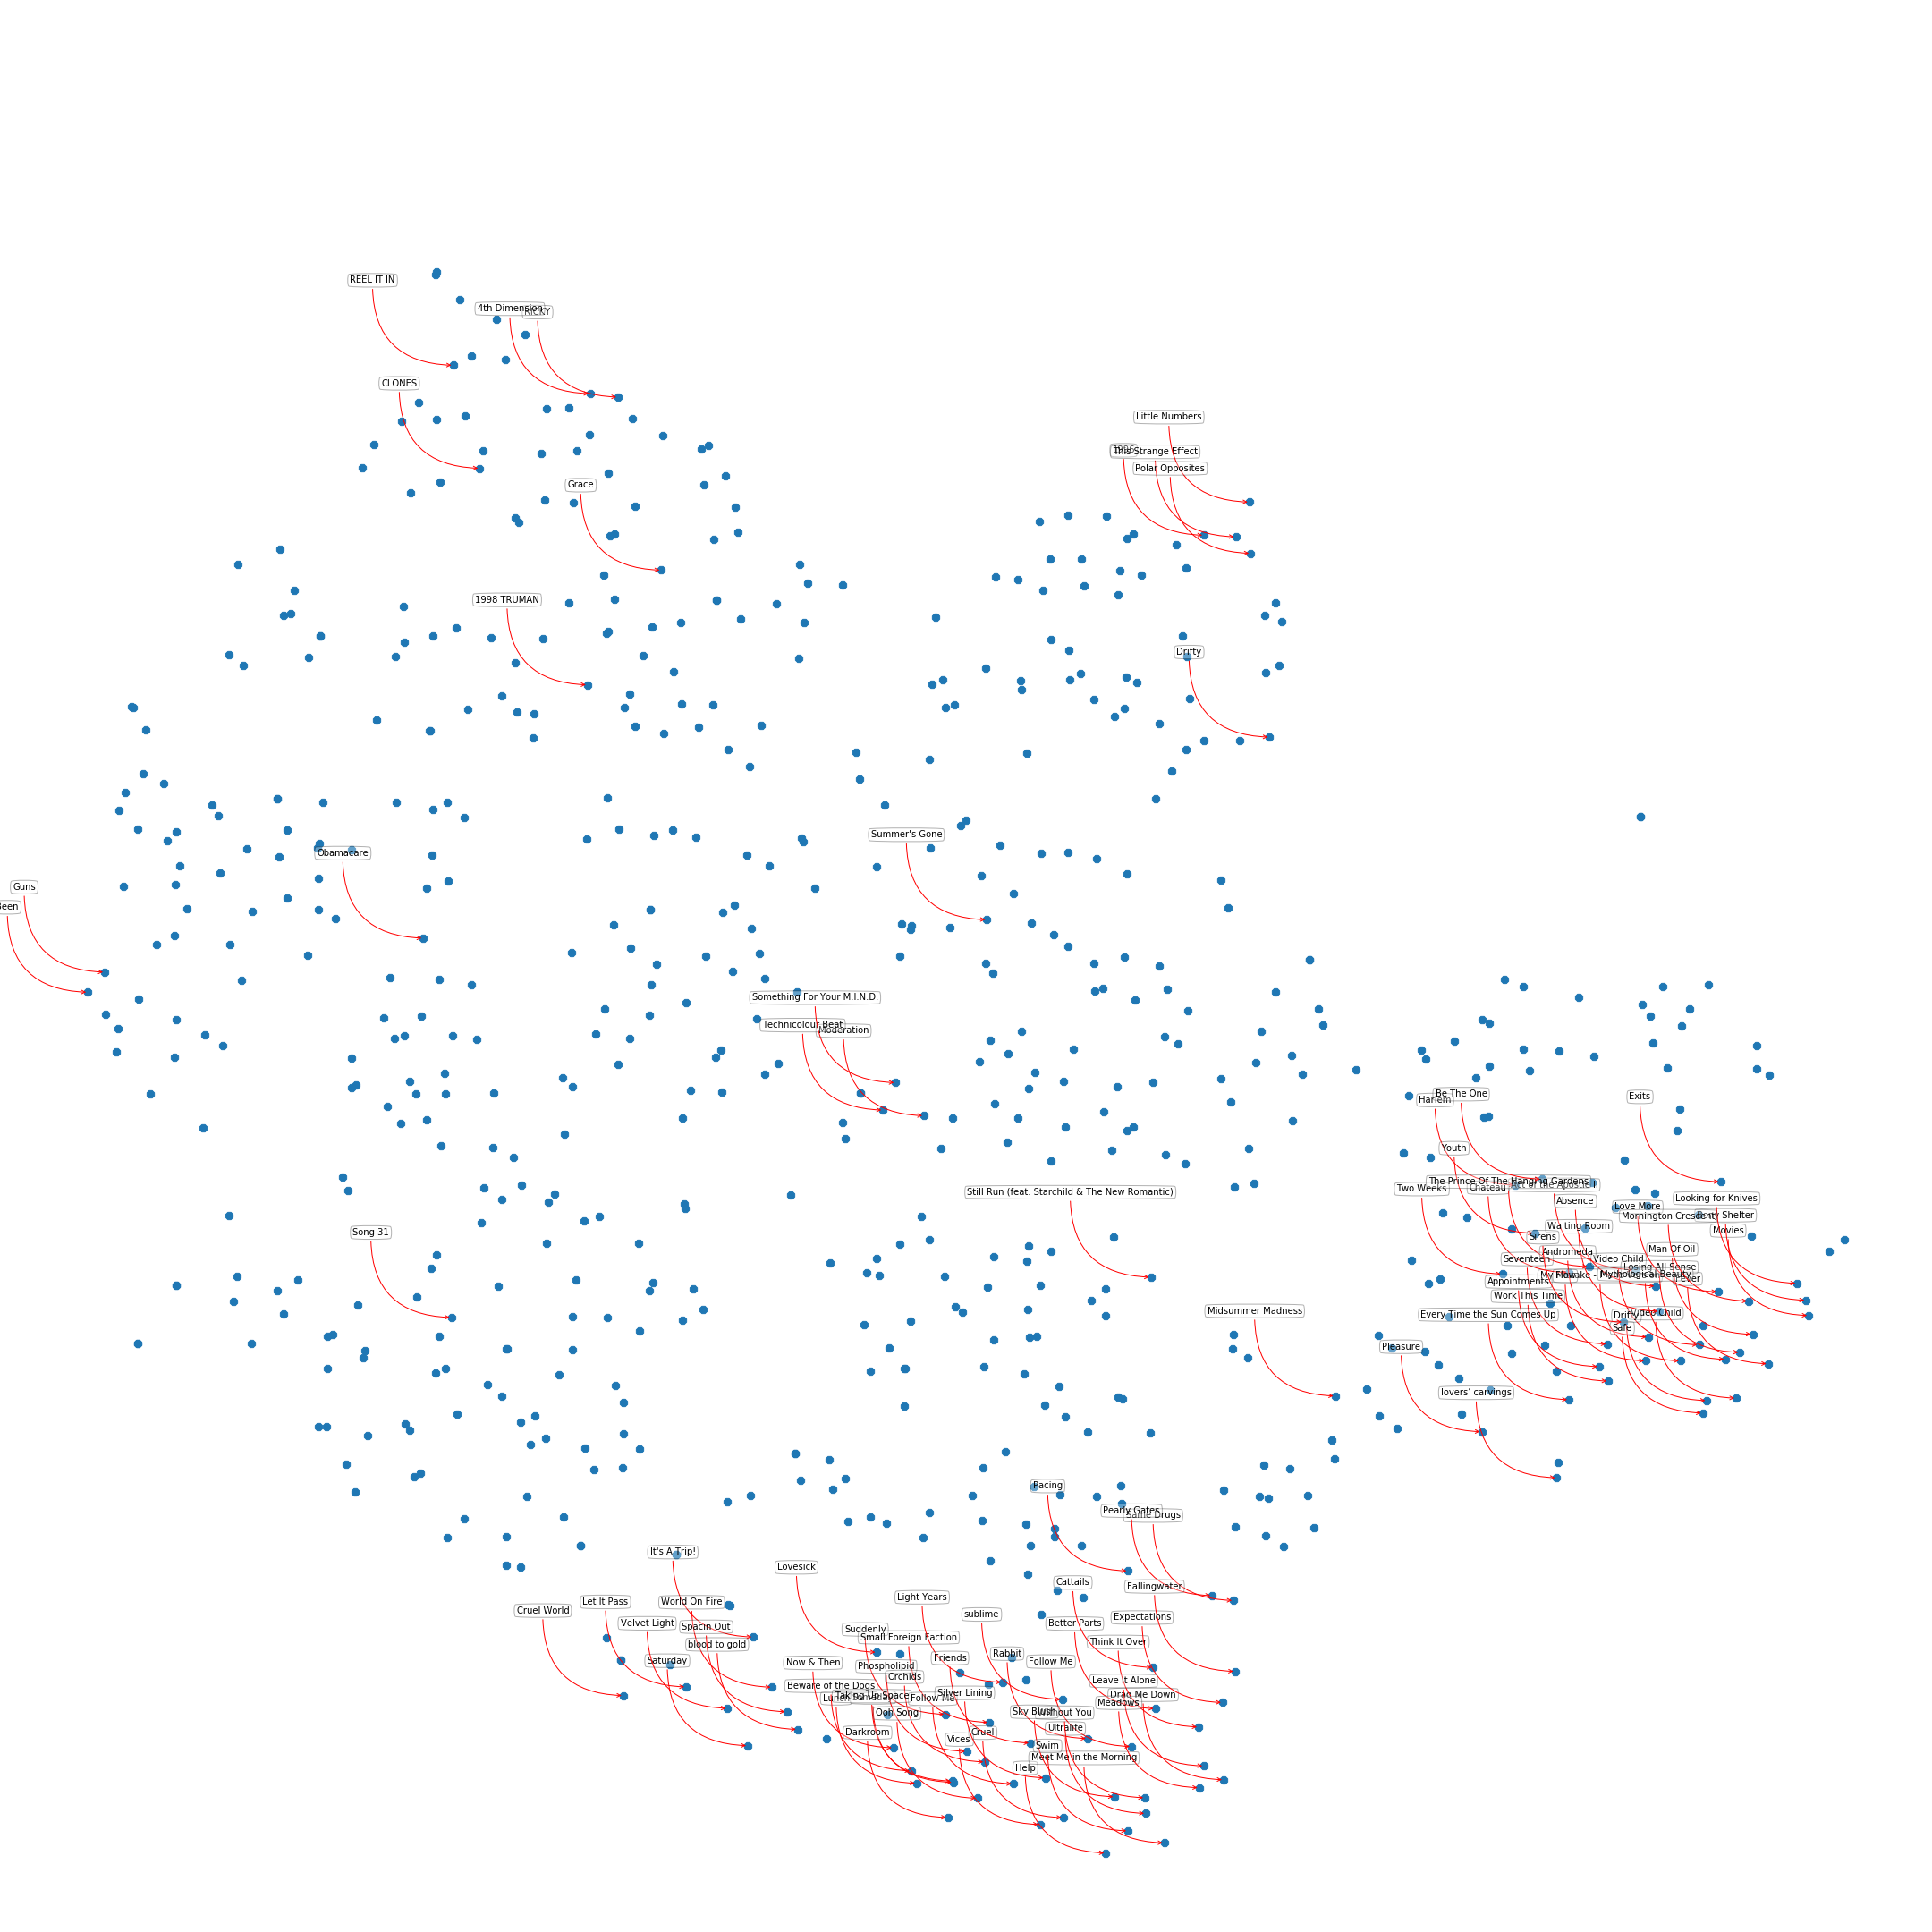 REEL IT IN
4th Dimension
RICKY
CLONES
Little Numbers
This Strange Effect
Polar Opposites
Grace
1998 TRUMAN
Drifty
Summer's Gone
Obamacare
Guns
Been
Something For Your M.I.N.D.
Technicolour Beat
Moderation
Be The One
Harlem
Exits
Youth
The Prince Of The Hanging Gardens
Two Weeks
Chateau
Still Run (feat. Starchild & The New Romantic)
Absence
Looking for Knives
Love More
Mornington Crescent
Shelter
Waiting Room
Movies
Song 31
Sirens
Andromeda
Man Of Oil
Seventeen
Video Child
Losing All Sense
Mythological Beauty
Appointments
Work This Time
Midsummer Madness
Every Time the Sun Comes Up
Drifty
Video Child
Safe
Pleasure
lovers' carvings
Pacing
Pearly Gates
Same Drugs
It's A Trip!
Lovesick
Cattails
Fallingwater
Light Years
Let It Pass
World On Fire
Cruel World
sublime
Expectations
Velvet Light
Spacin Out
Better Parts
Suddenly
Small Foreign Faction
blood to gold
Think It Over
Rabbit
Friends
Saturday
Now & Then
Follow Me
Phospholipid
Orchids
Leave It Alone
Beware of the Dogs
Silver Lining
Drag Me Down
Taking Up Space
Follow Me
Meadows
Ooh Song
Sky Blush
Without You
Ultralife
Darkroom
Cruel
Vices
Swim
Meet Me in the Morning
Help